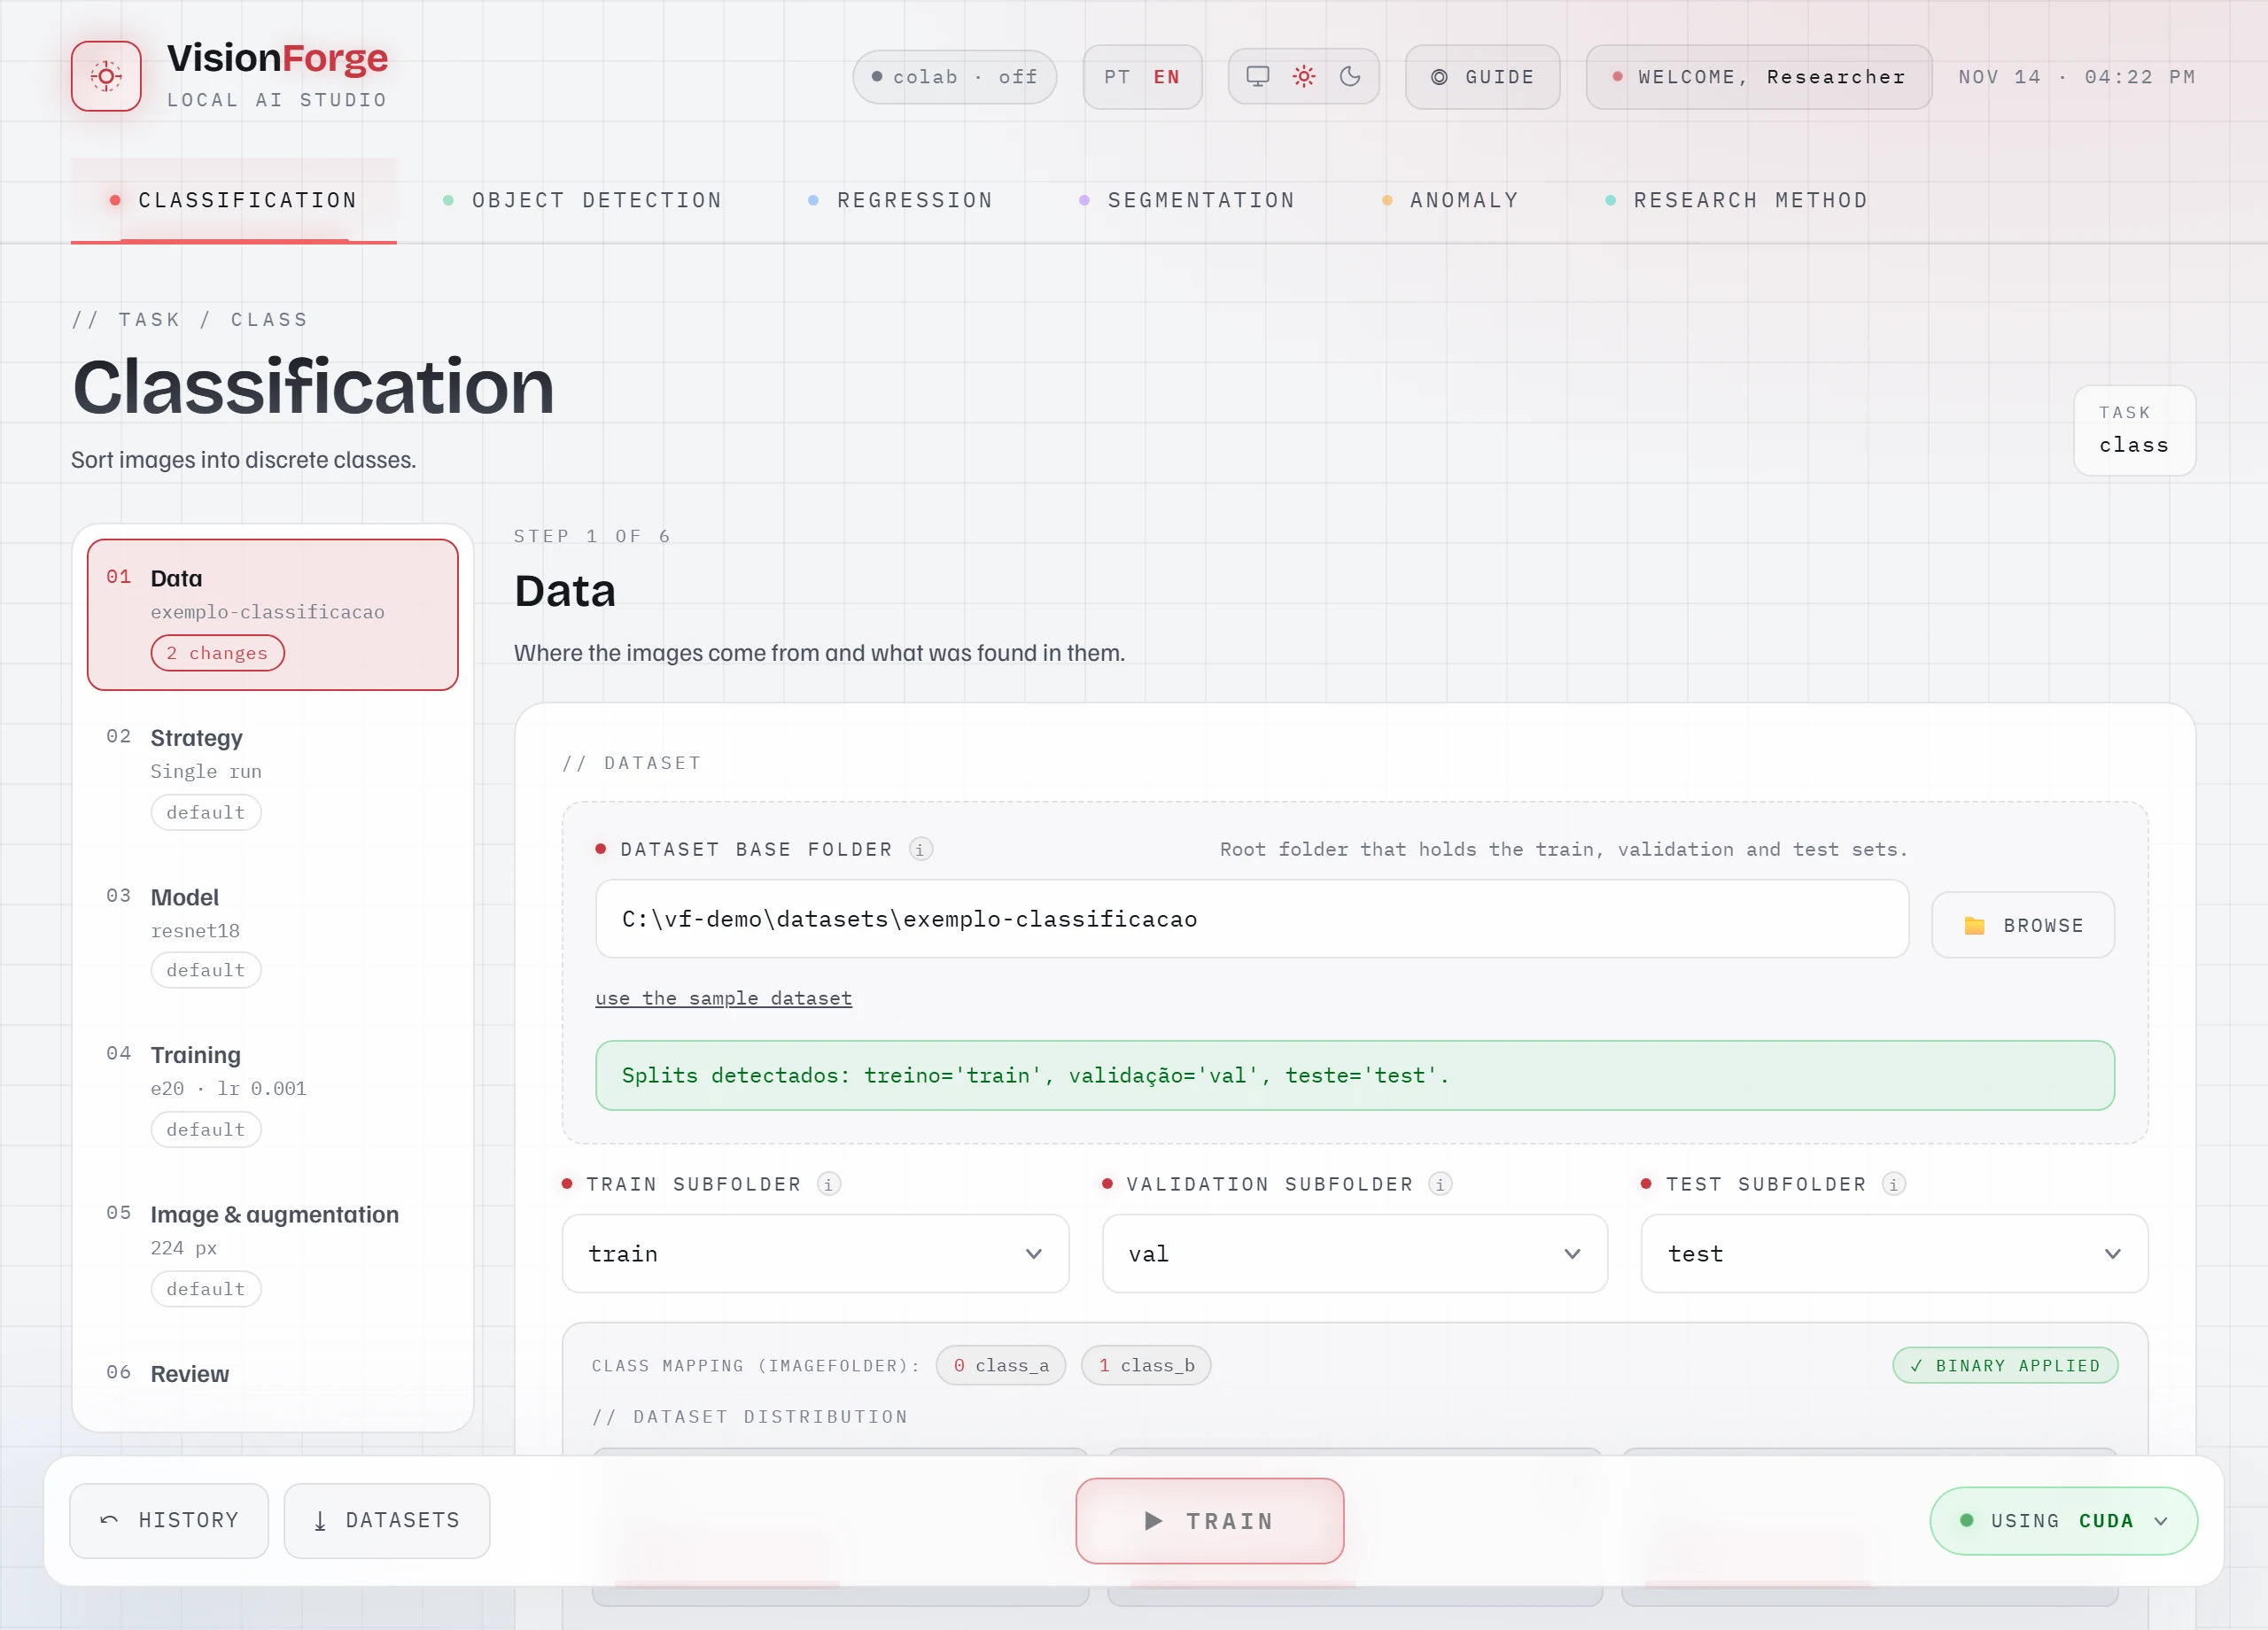 VisionForge
LOCAL AI STUDIO
colab · off
PT EN
GUIDE
WELCOME, Researcher
NOV 14 · 04:22 PM
CLASSIFICATION
OBJECT DETECTION
REGRESSION
SEGMENTATION
ANOMALY
RESEARCH METHOD
// TASK / CLASS
Classification
Sort images into discrete classes.
TASK
class
01 Data
exemplo-classificacao
2 changes
02 Strategy
Single run
default
03 Model
resnet18
default
04 Training
e20 · lr 0.001
default
05 Image & augmentation
224 px
default
06 Review
STEP 1 OF 6
Data
Where the images come from and what was found in them.
// DATASET
DATASET BASE FOLDER i
Root folder that holds the train, validation and test sets.
C:\vf-demo\datasets\exemplo-classificacao
BROWSE
use the sample dataset
Splits detectados: treino='train', validação='val', teste='test'.
TRAIN SUBFOLDER i
train
VALIDATION SUBFOLDER i
val
TEST SUBFOLDER i
test
CLASS MAPPING (IMAGEFOLDER): 0 class_a 1 class_b
✓ BINARY APPLIED
// DATASET DISTRIBUTION
HISTORY
DATASETS
TRAIN
USING CUDA